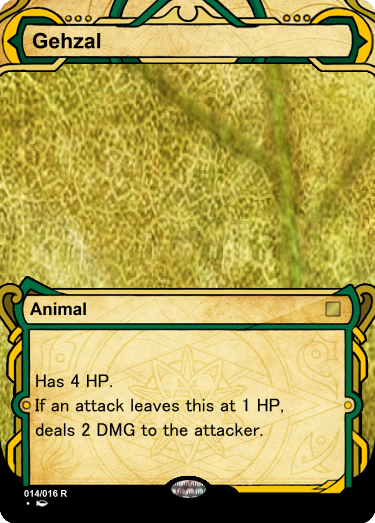 Gehzal
Animal
Has 4 HP.
If an attack leaves this at 1 HP,
deals 2 DMG to the attacker.
014/016 R